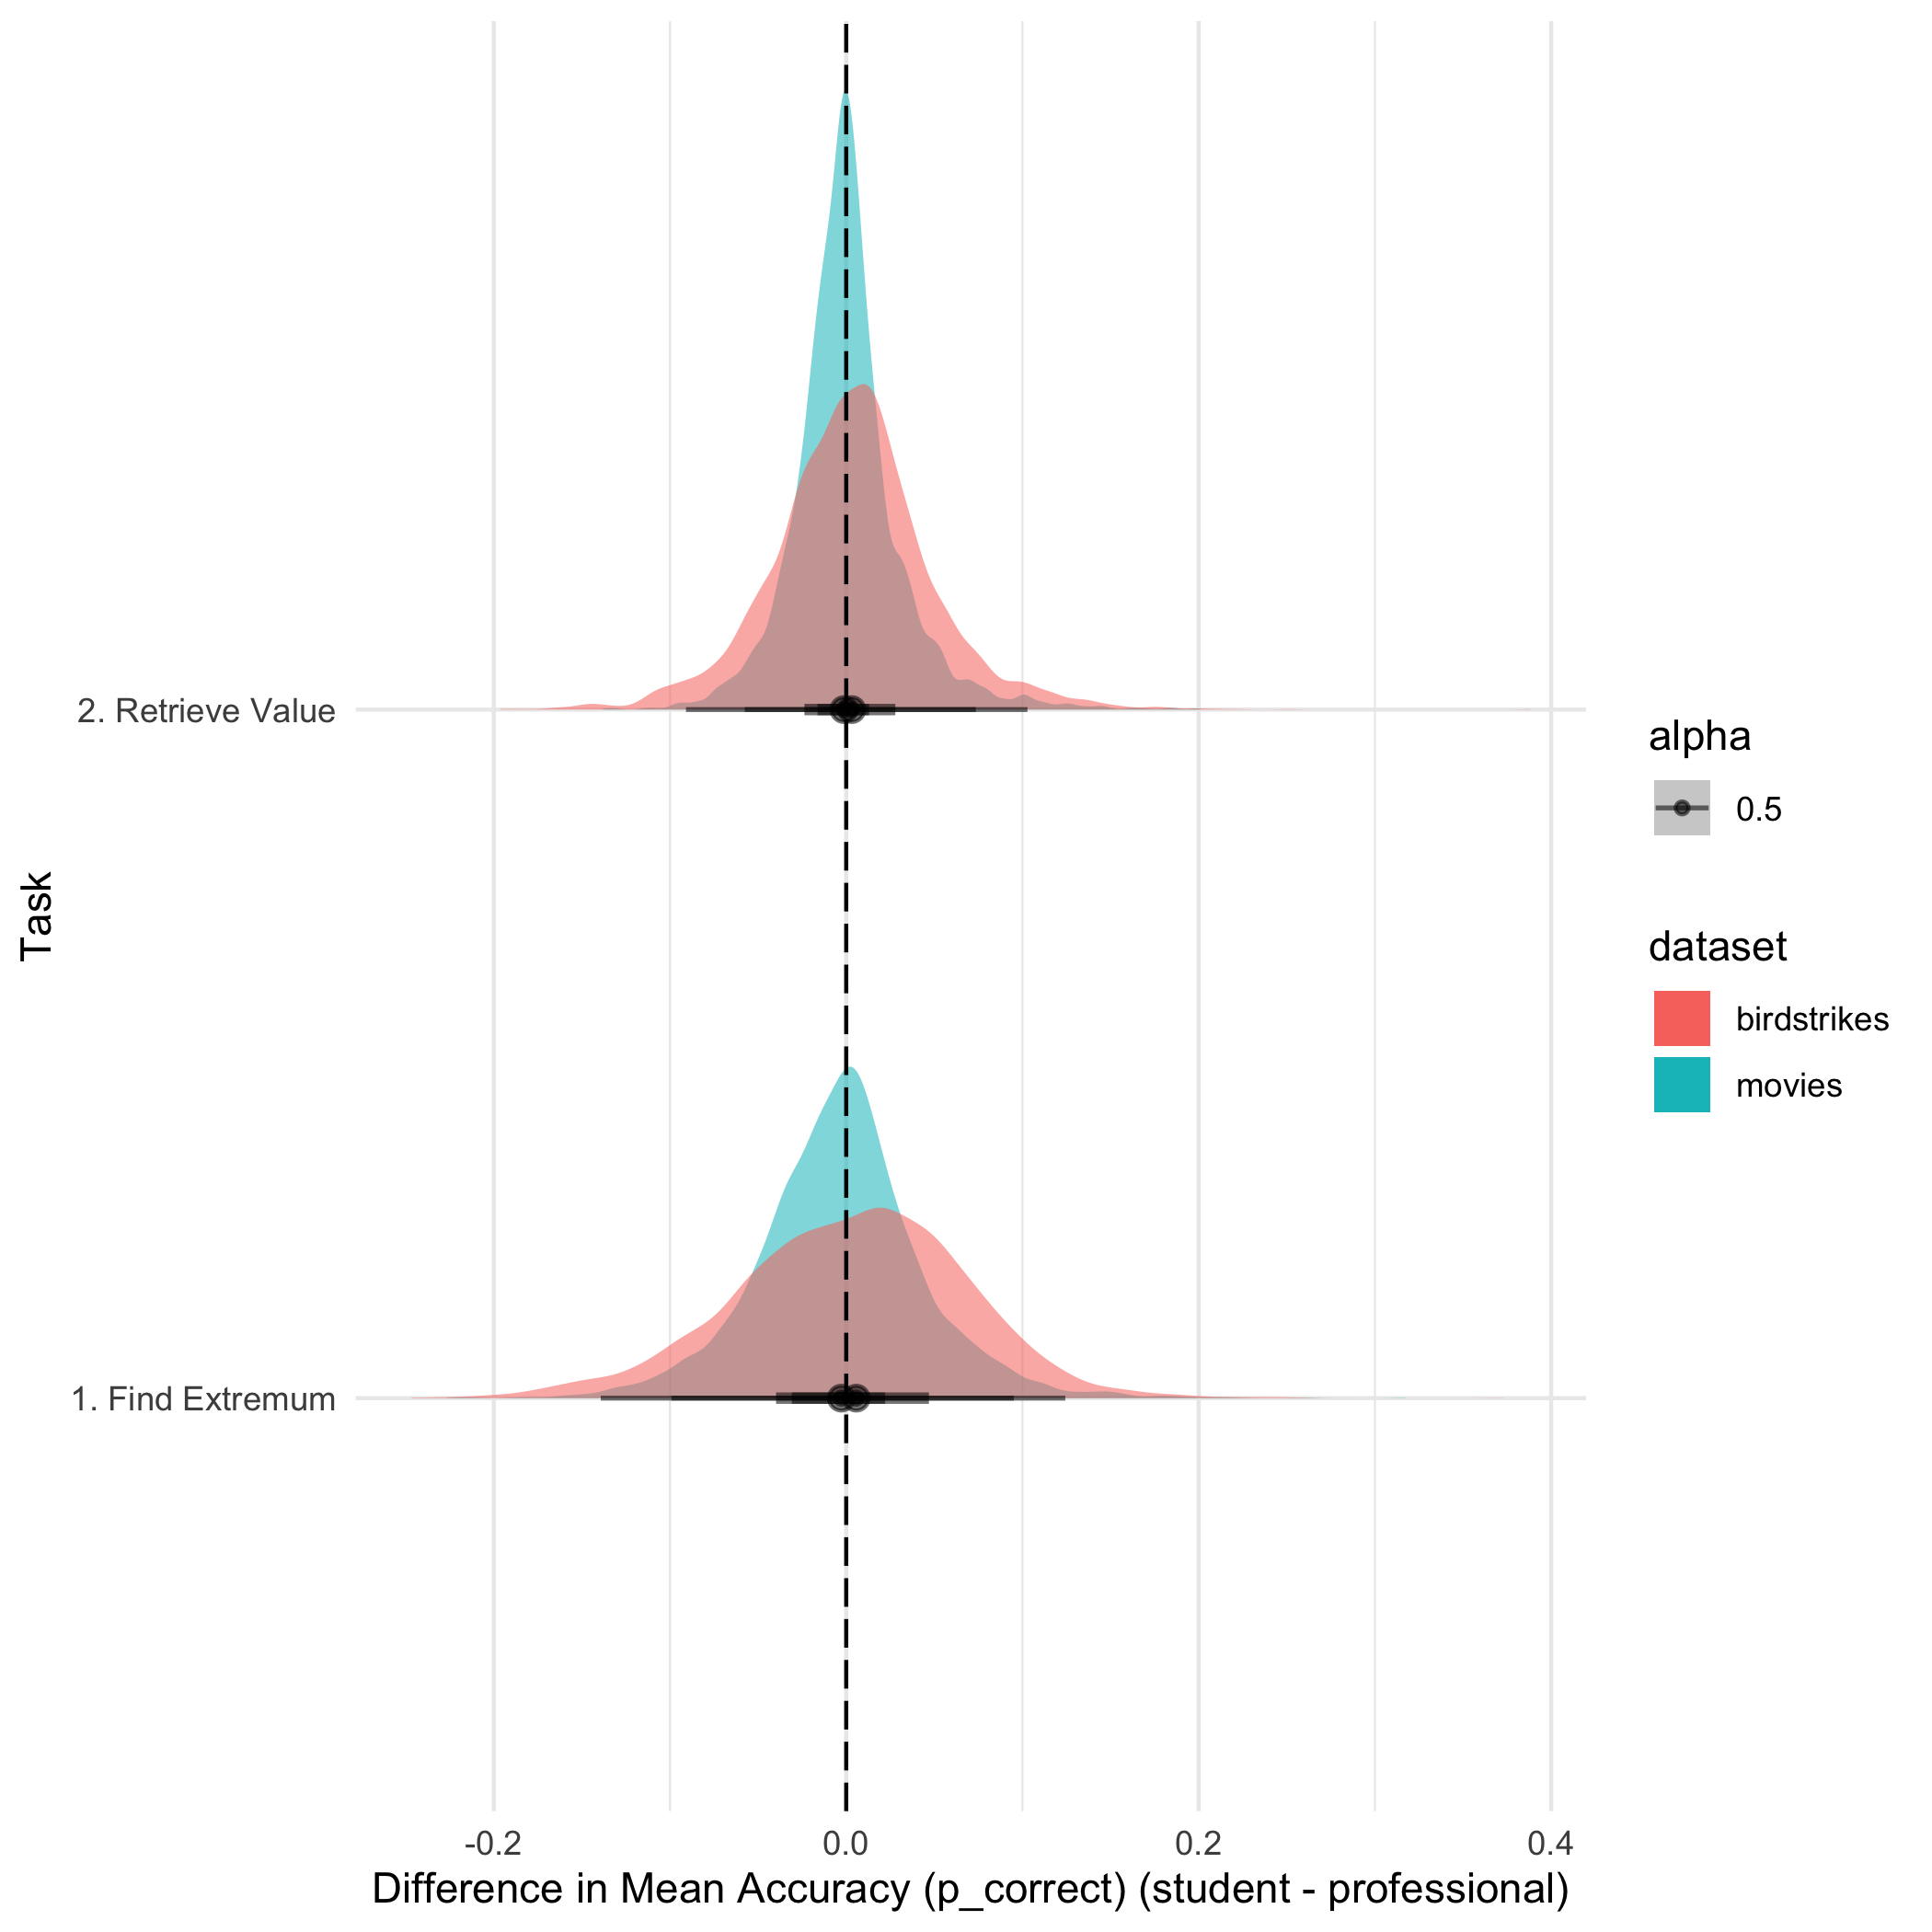 2. Retrieve Value
1. Find Extremum
Task
-0.2
0.0
0.2
0.4
Difference in Mean Accuracy (p_correct) (student - professional)
alpha
0.5
dataset
birdstrikes
movies